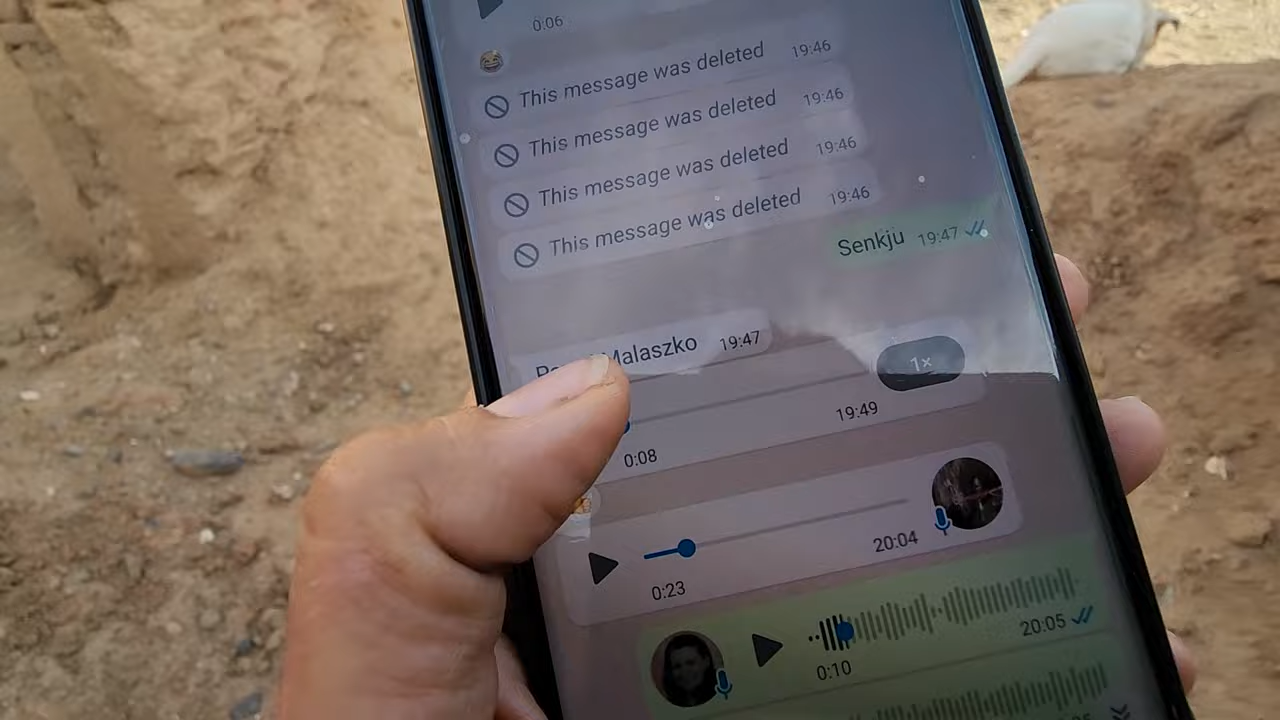 0:06
This message was deleted 19:46
This message was deleted 19:46
This message was deleted 19:46
This message was deleted 19:46
Senkju 19:47
Malaszko 19:47
1×
0:08 19:49
0:23 20:04
0:10 20:05